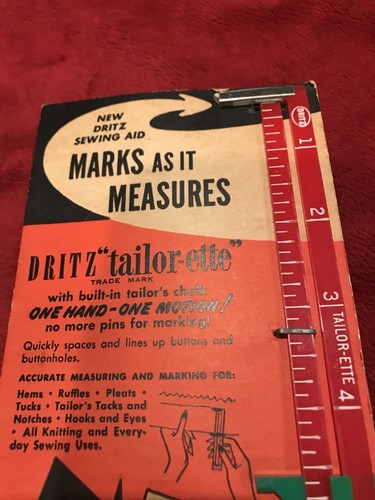 NEW
DRITZ
SEWING AID
MARKS AS IT
MEASURES
DRITZ "tailor-ette"
TRADE MARK
with built-in tailor's chalk
ONE HAND - ONE MOTION!
no more pins for marking!
Quickly spaces and lines up buttons and
buttonholes.
ACCURATE MEASURING AND MARKING FOR:
Hems • Ruffles • Pleats •
Tucks • Tailor's Tacks and
Notches • Hooks and Eyes
• All Knitting and Every-
day Sewing Uses.
DRITZ
1
2
3
TAILOR-ETTE
4